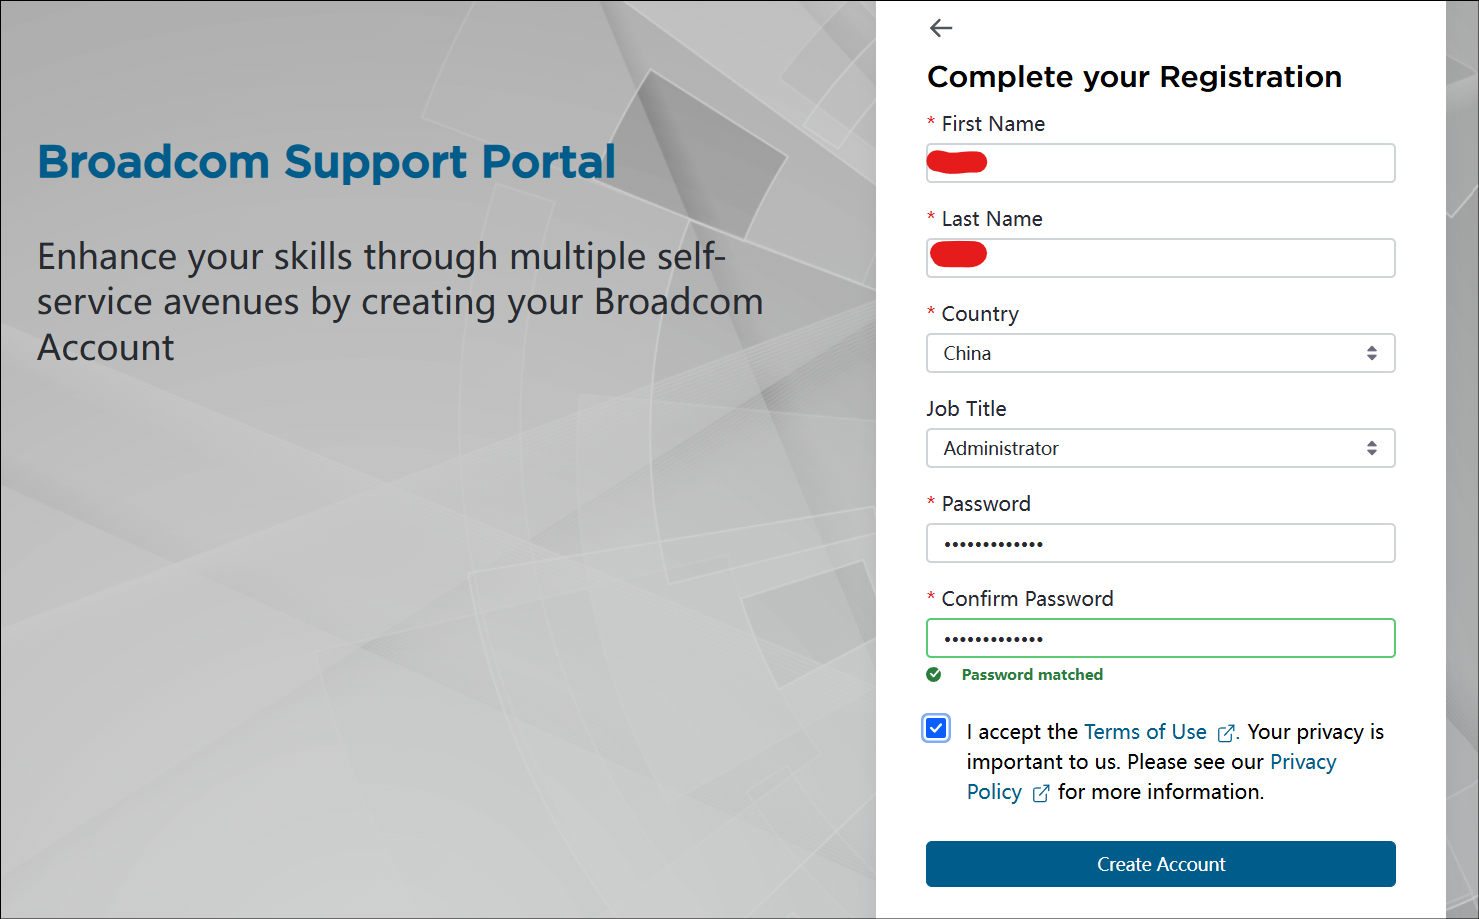 Broadcom Support Portal
Enhance your skills through multiple self-
service avenues by creating your Broadcom
Account
Complete your Registration
* First Name
* Last Name
* Country
China
Job Title
Administrator
* Password
•••••••••••••
* Confirm Password
•••••••••••••
Password matched
I accept the Terms of Use . Your privacy is
important to us. Please see our Privacy
Policy for more information.
Create Account